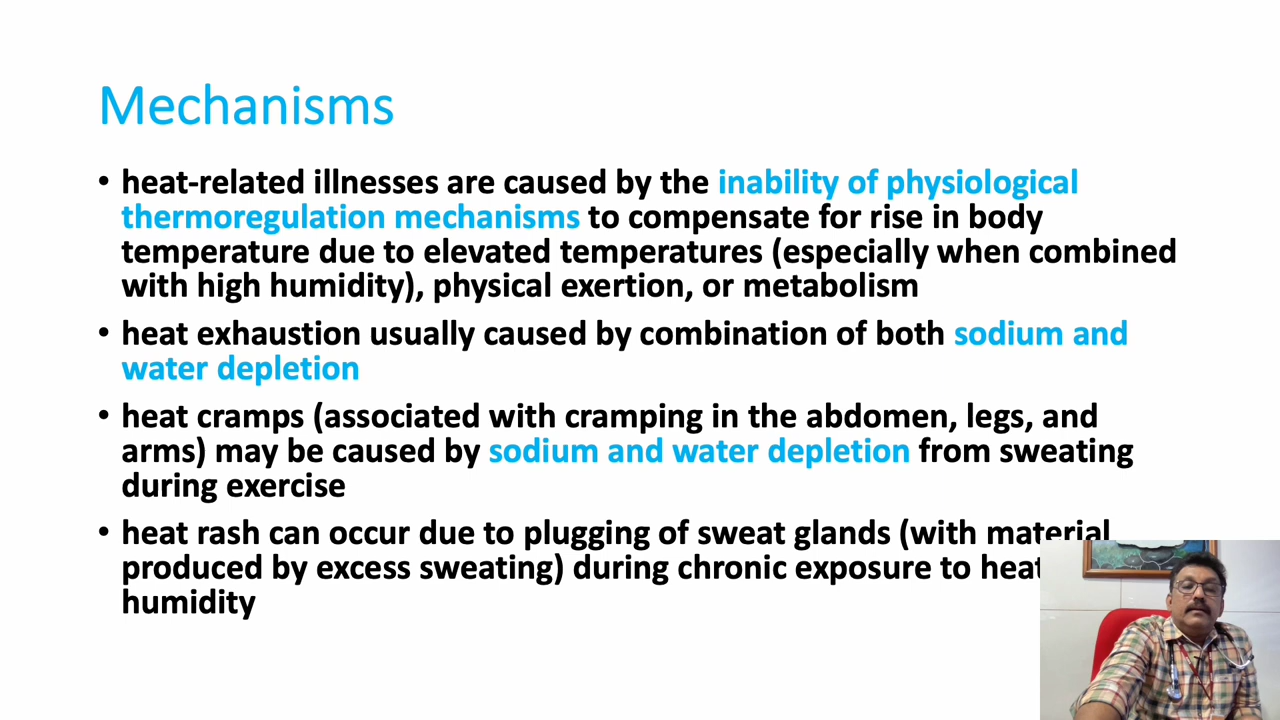 Mechanisms
• heat-related illnesses are caused by the inability of physiological
thermoregulation mechanisms to compensate for rise in body
temperature due to elevated temperatures (especially when combined
with high humidity), physical exertion, or metabolism
• heat exhaustion usually caused by combination of both sodium and
water depletion
• heat cramps (associated with cramping in the abdomen, legs, and
arms) may be caused by sodium and water depletion from sweating
during exercise
• heat rash can occur due to plugging of sweat glands (with material
produced by excess sweating) during chronic exposure to heat
humidity